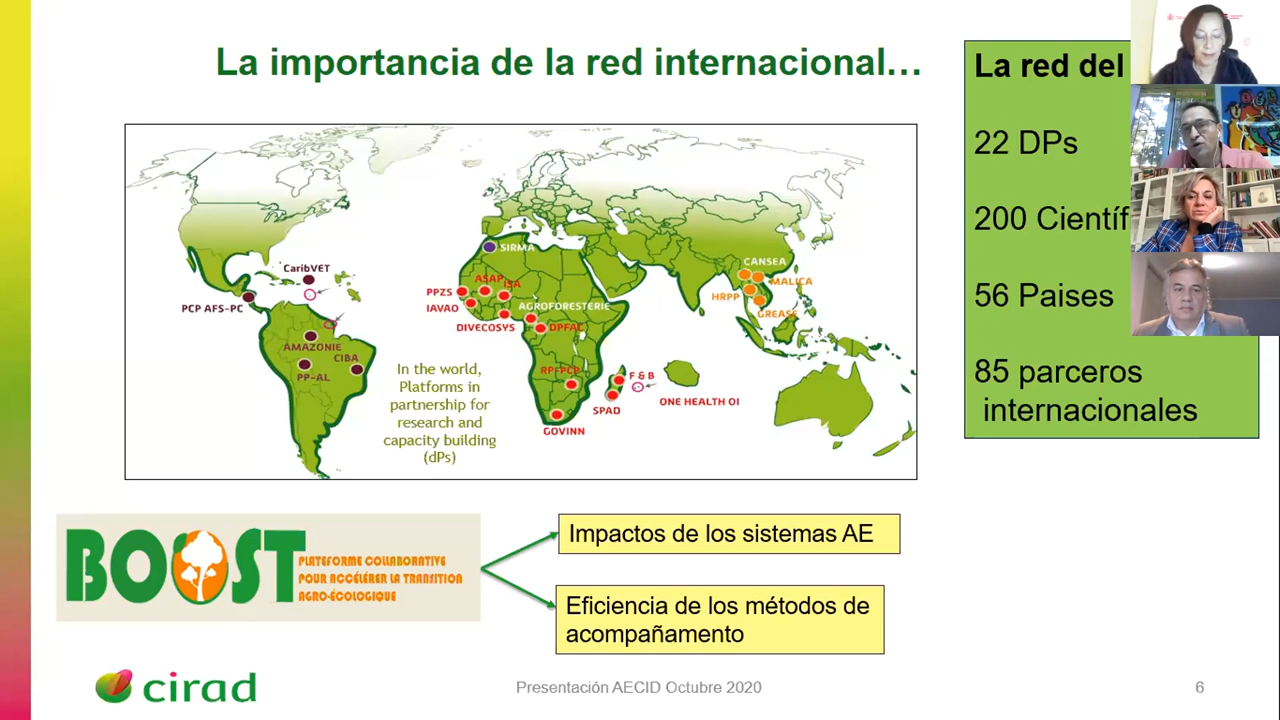 La importancia de la red internacional…
La red del
22 DPs
200 Científ
56 Paises
85 parceros
internacionales
SIRMA
CaribVET
PCP AFS-PC
AMAZONIE
CIBA
PP-AL
PPZS
ASAP
ISA
IAVAO
DIVECOSYS
AGROFORESTERIE
DPFAC
RP-PCP
GOVINN
SPAD
F & B
ONE HEALTH OI
CANSEA
MALICA
HRPP
GREASE
In the world,
Platforms in
partnership for
research and
capacity building
(dPs)
BOOST
PLATEFORME COLLABORATIVE
POUR ACCÉLÉRER LA TRANSITION
AGRO-ÉCOLOGIQUE
Impactos de los sistemas AE
Eficiencia de los métodos de
acompañamento
cirad
Presentación AECID Octubre 2020
6